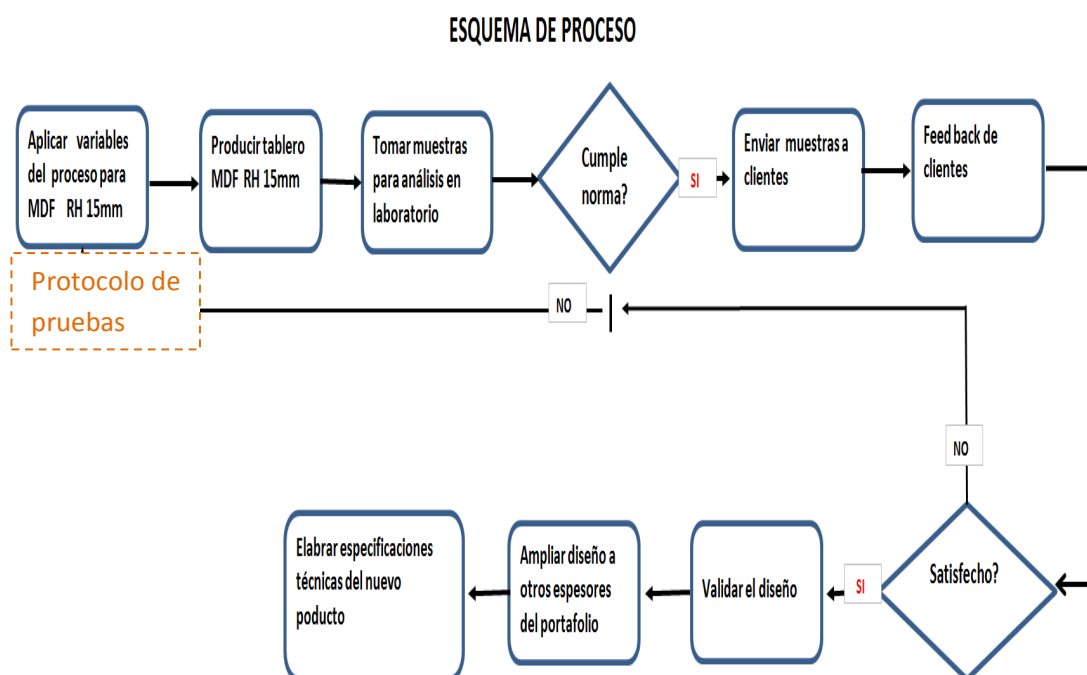 ESQUEMA DE PROCESO
Aplicar variables
del proceso para
MDF RH 15mm
Producir tablero
MDF RH 15mm
Tomar muestras
para análisis en
laboratorio
Cumple
norma?
SI
Enviar muestras a
clientes
Feed back de
clientes
Protocolo de
pruebas
NO
NO
Satisfecho?
SI
Validar el diseño
Ampliar diseño a
otros espesores
del portafolio
Elabrar especificaciones
técnicas del nuevo
poducto